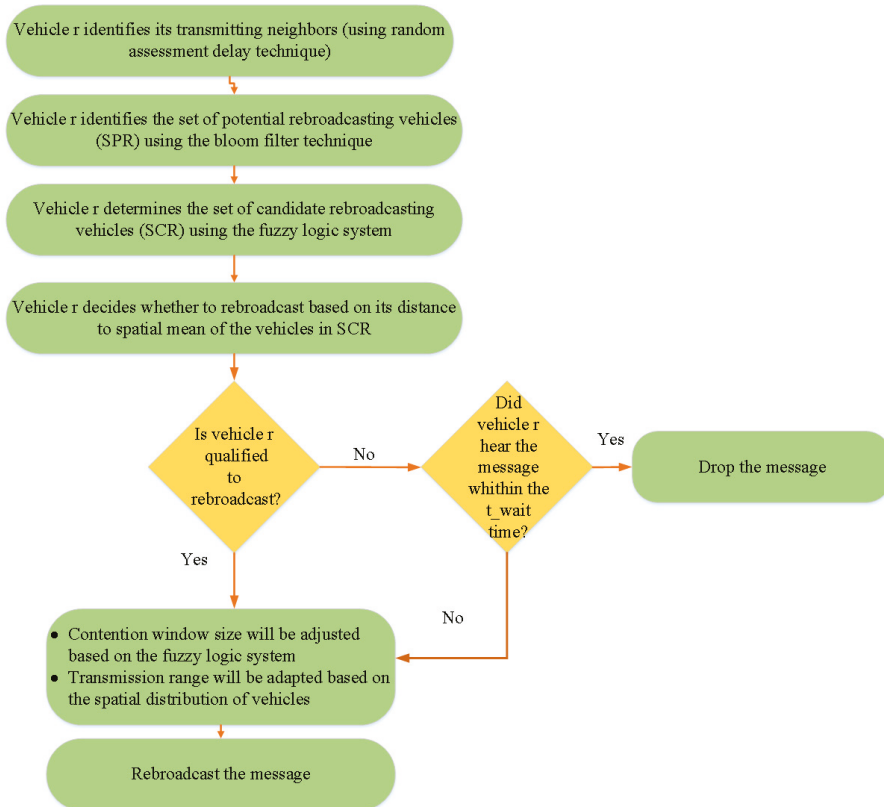 Vehicle r identifies its transmitting neighbors (using random
assessment delay technique)
Vehicle r identifies the set of potential rebroadcasting vehicles
(SPR) using the bloom filter technique
Vehicle r determines the set of candidate rebroadcasting
vehicles (SCR) using the fuzzy logic system
Vehicle r decides whether to rebroadcast based on its distance
to spatial mean of the vehicles in SCR
Is vehicle r
qualified
to
rebroadcast?
No
Did
vehicle r
hear the
message
whithin the
t_wait
time?
Yes
Drop the message
Yes
No
● Contention window size will be adjusted
based on the fuzzy logic system
● Transmission range will be adapted based on
the spatial distribution of vehicles
Rebroadcast the message